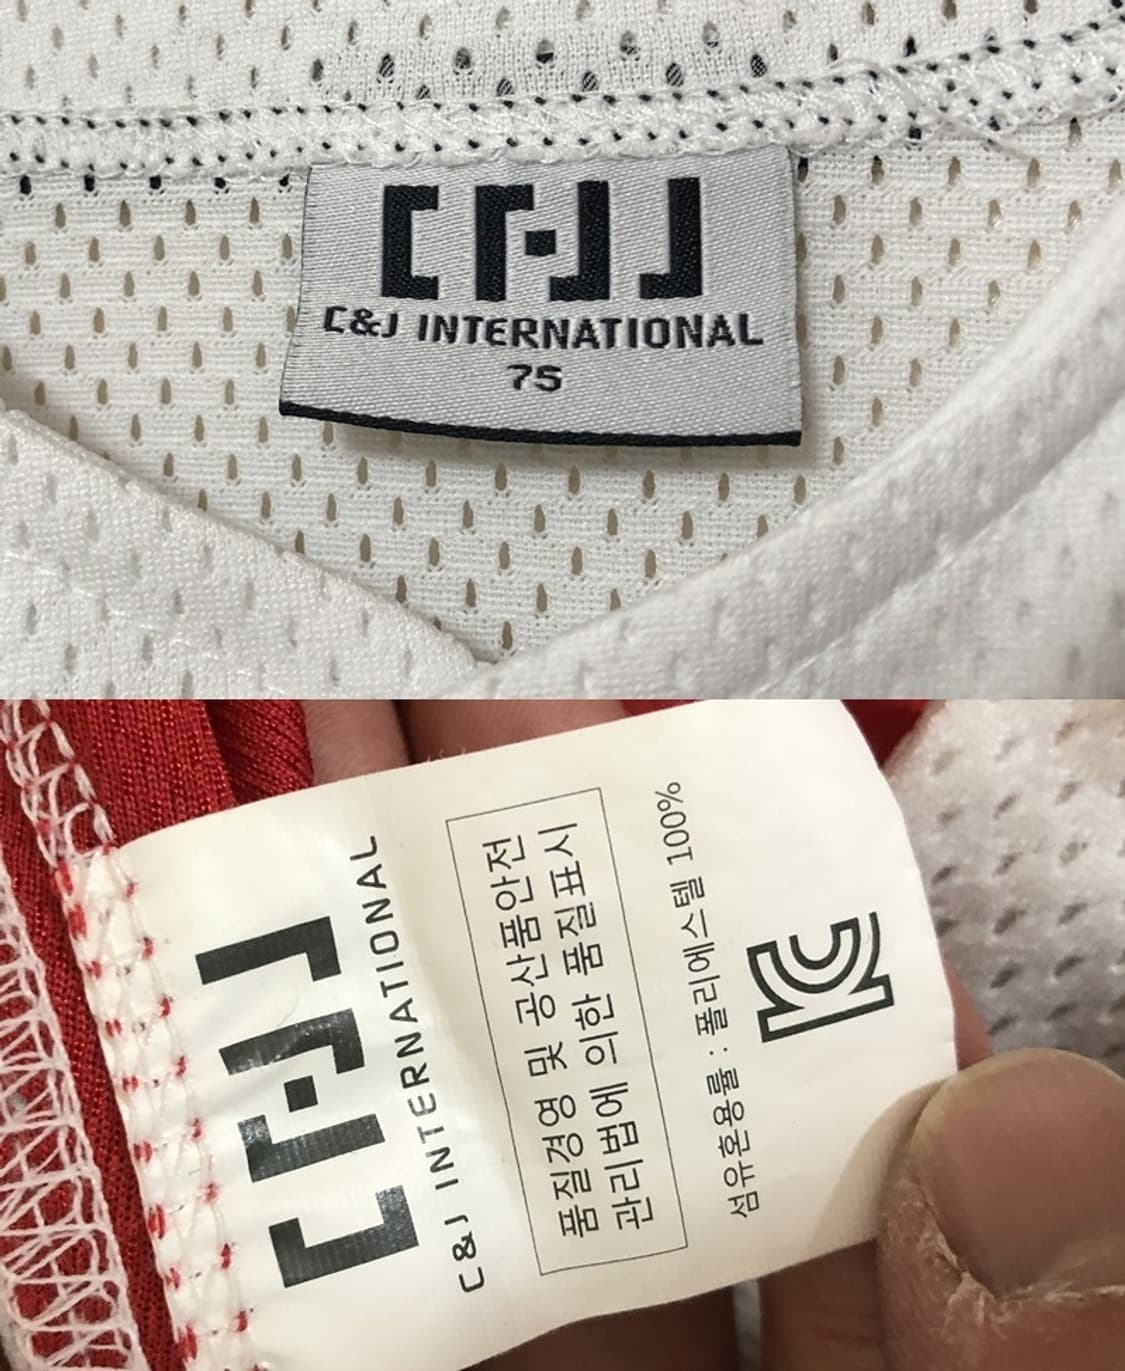 C&J INTERNATIONAL
75
C&J INTERNATIONAL
품질경영 및 공산품안전
관리법에 의한 품질표시
섬유혼용률 : 폴리에스텔 100%